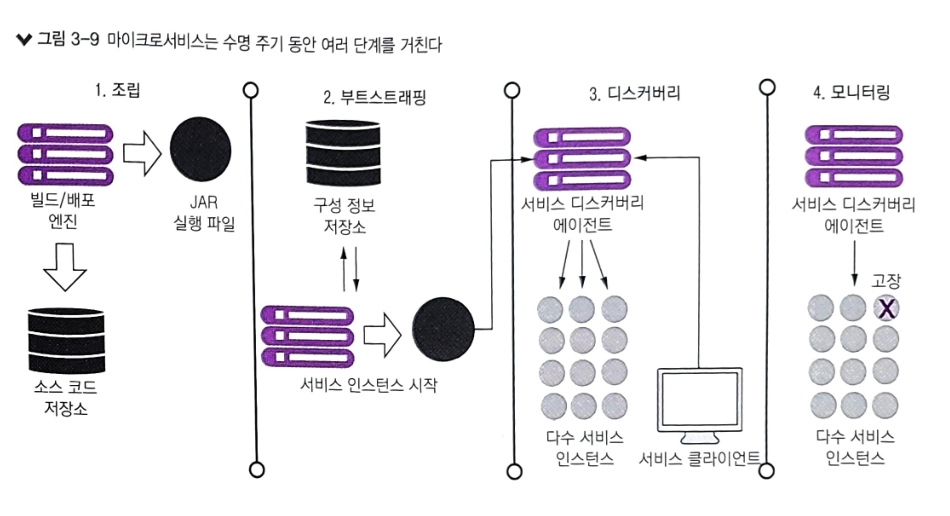 ∨ 그림 3-9 마이크로서비스는 수명 주기 동안 여러 단계를 거친다
1. 조립
빌드/배포
엔진
JAR
실행 파일
소스 코드
저장소
2. 부트스트래핑
구성 정보
저장소
서비스 인스턴스 시작
3. 디스커버리
서비스 디스커버리
에이전트
다수 서비스
인스턴스
서비스 클라이언트
4. 모니터링
서비스 디스커버리
에이전트
고장
X
다수 서비스
인스턴스